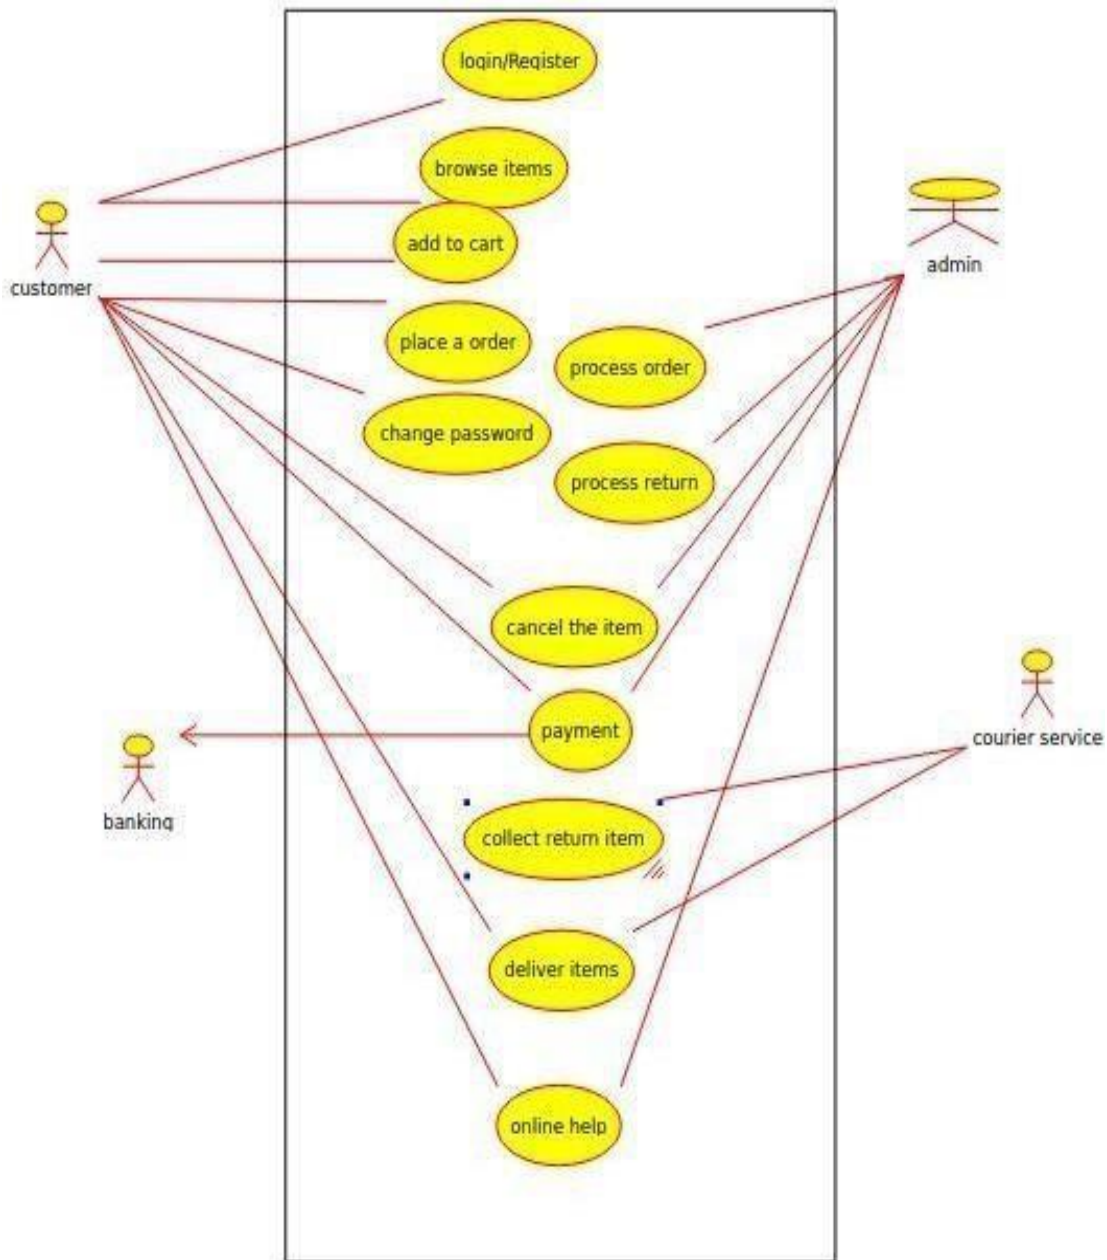 login/Register
browse items
customer
add to cart
admin
place a order
process order
change password
process return
cancel the item
payment
courier service
banking
collect return item
deliver items
online help